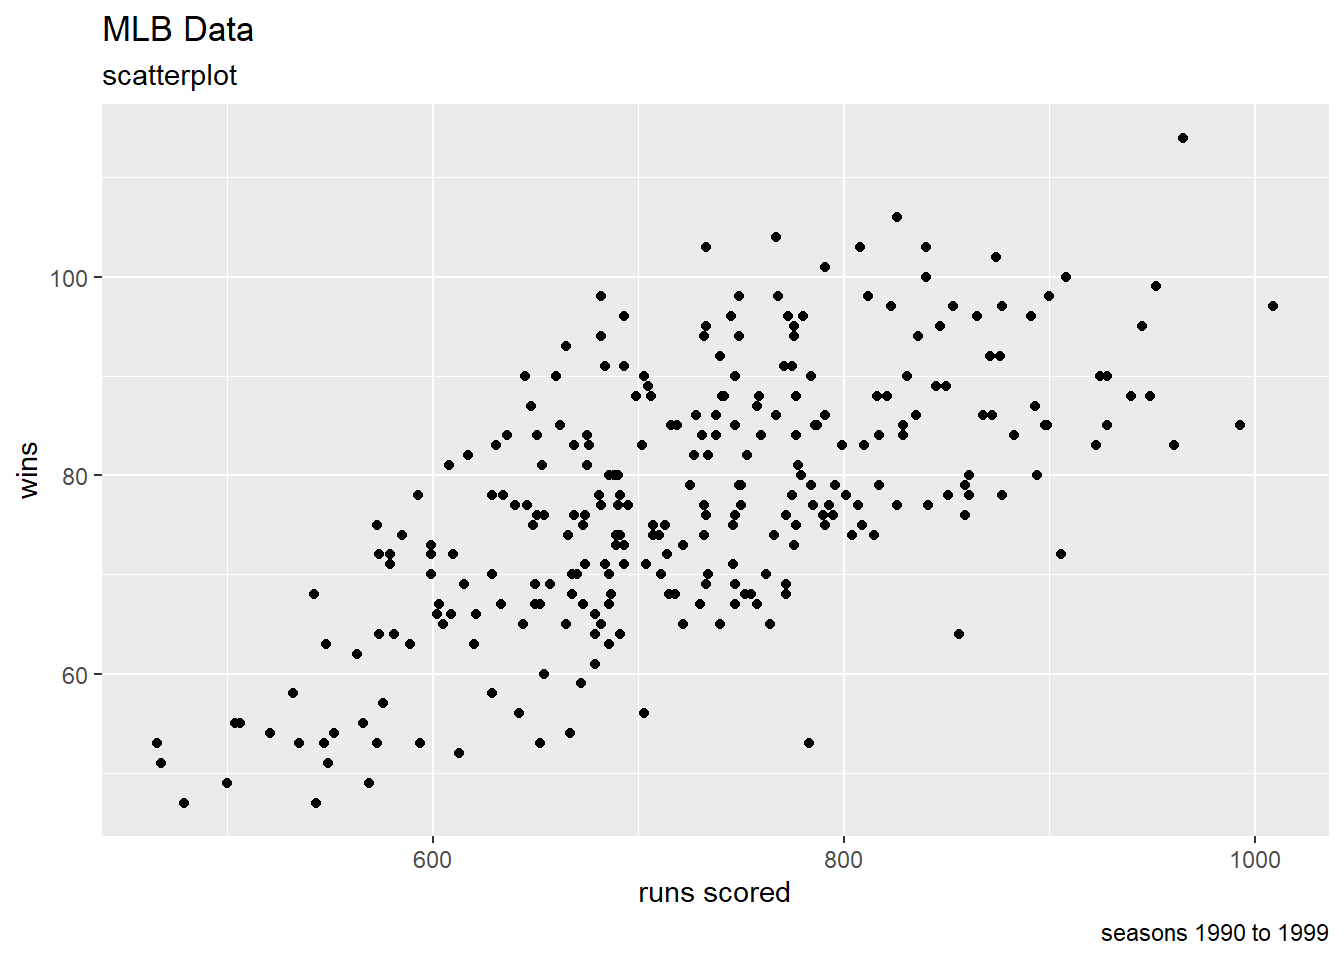 MLB Data
scatterplot
100
80
60
wins
600
800
1000
runs scored
seasons 1990 to 1999